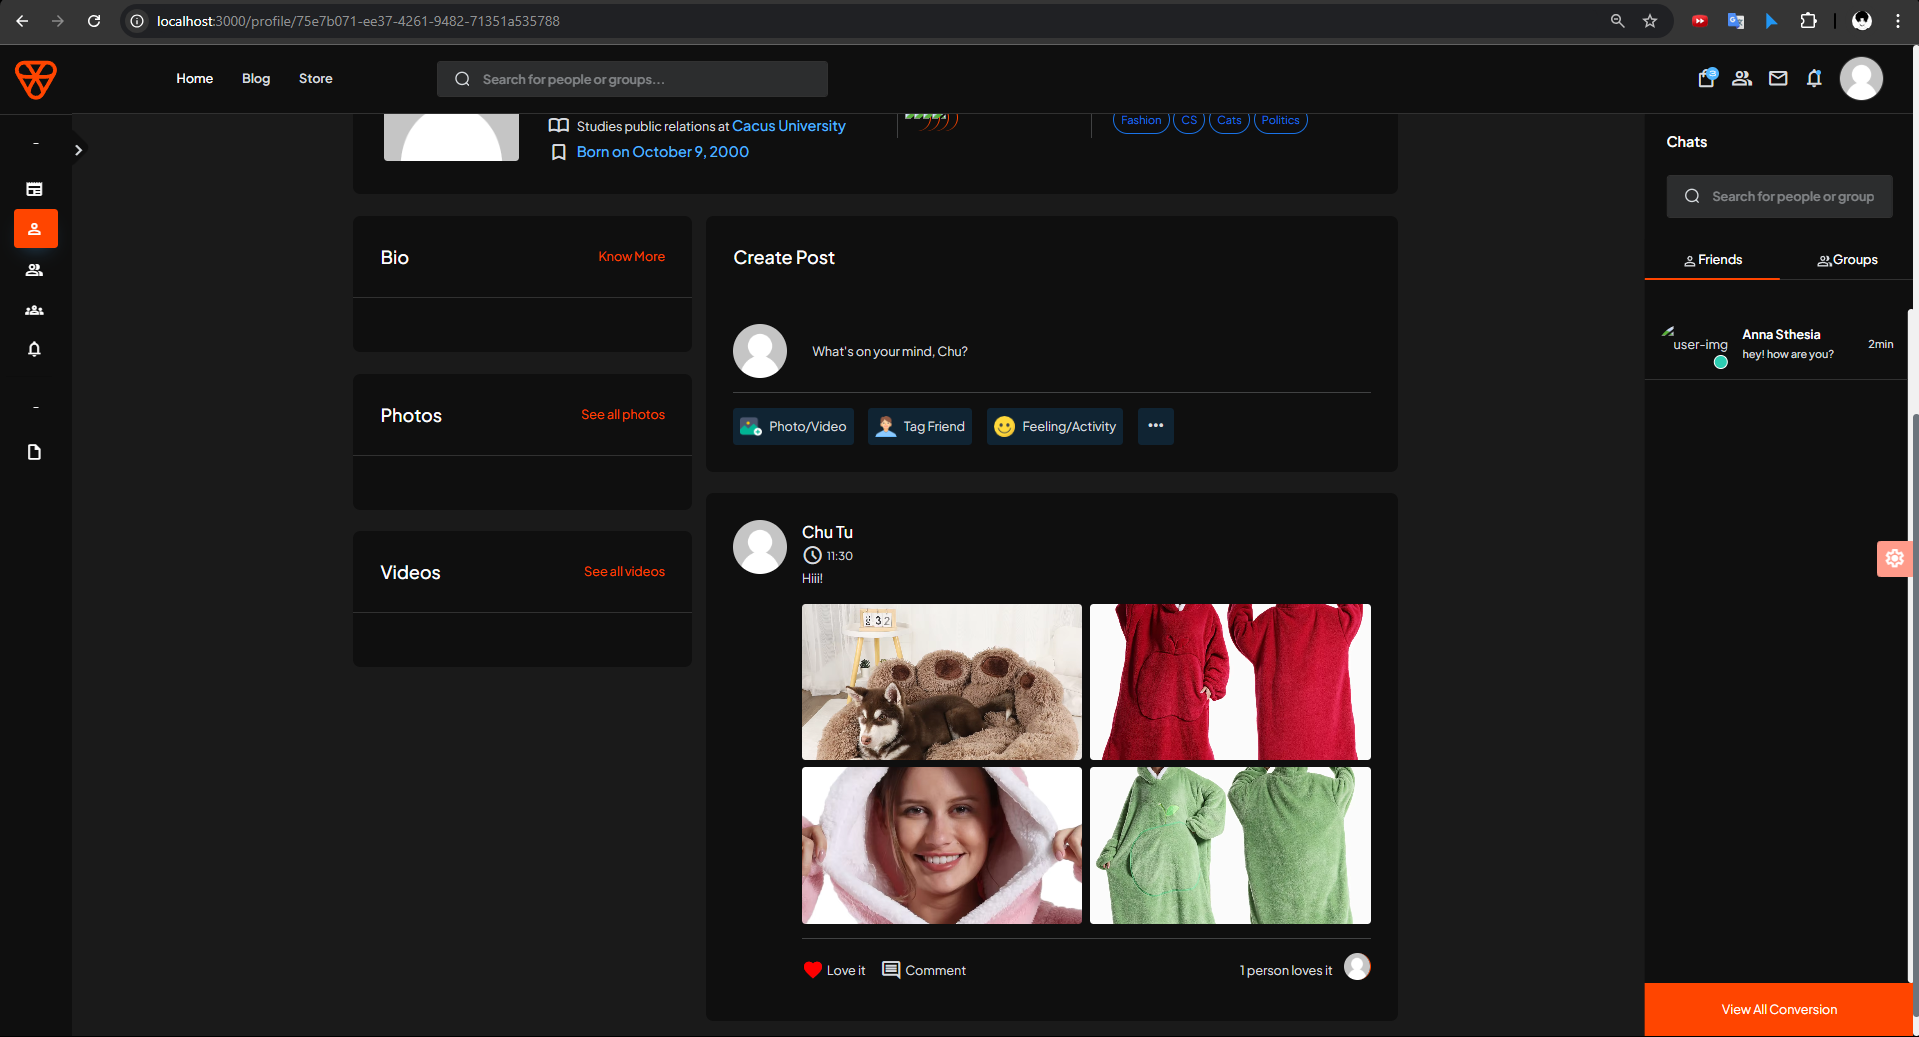 localhost:3000/profile/75e7b071-ee37-4261-9482-71351a535788
Home
Blog
Store
Search for people or groups...
3
Studies public relations at Cacus University
Born on October 9, 2000
Fashion
CS
Cats
Politics
Bio
Know More
Photos
See all photos
Videos
See all videos
Create Post
What's on your mind, Chu?
Photo/Video
Tag Friend
Feeling/Activity
Chu Tu
11:30
Hiii!
Love it
Comment
1 person loves it
Chats
Search for people or group
Friends
Groups
user-img
Anna Sthesia
hey! how are you?
2min
View All Conversion